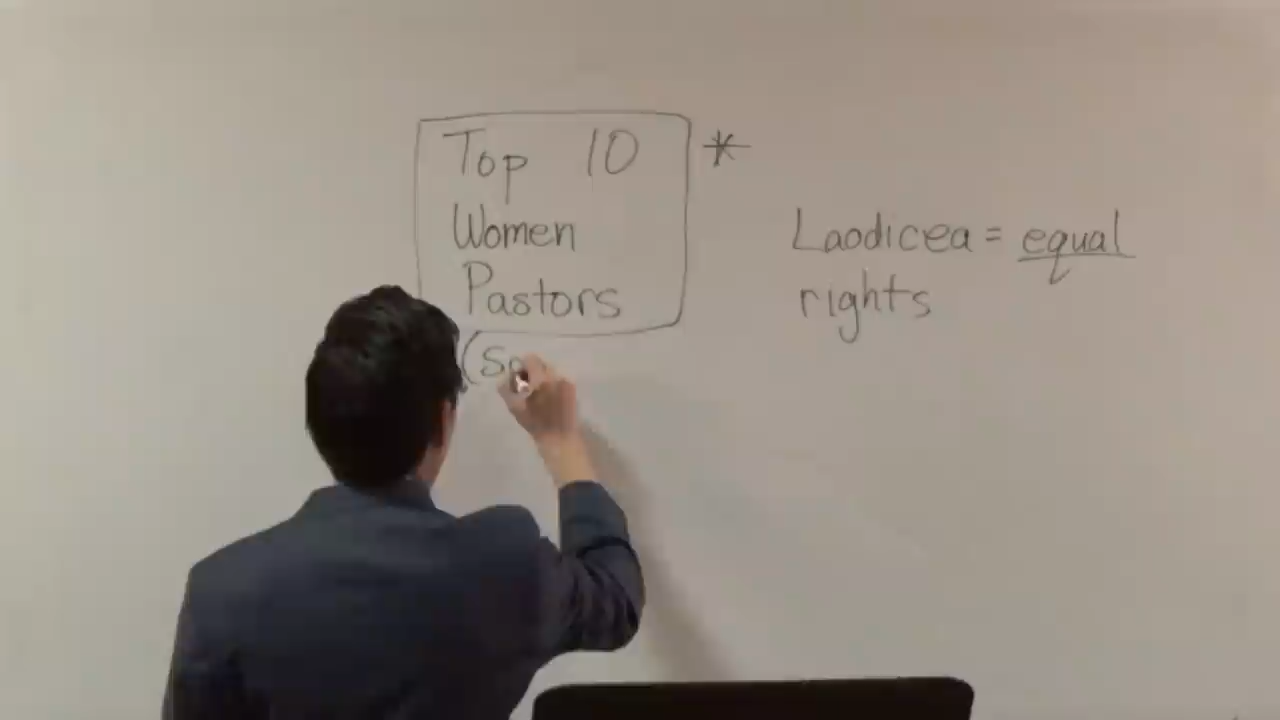 Top 10 *
Women
Pastors
Laodicea = equal
rights